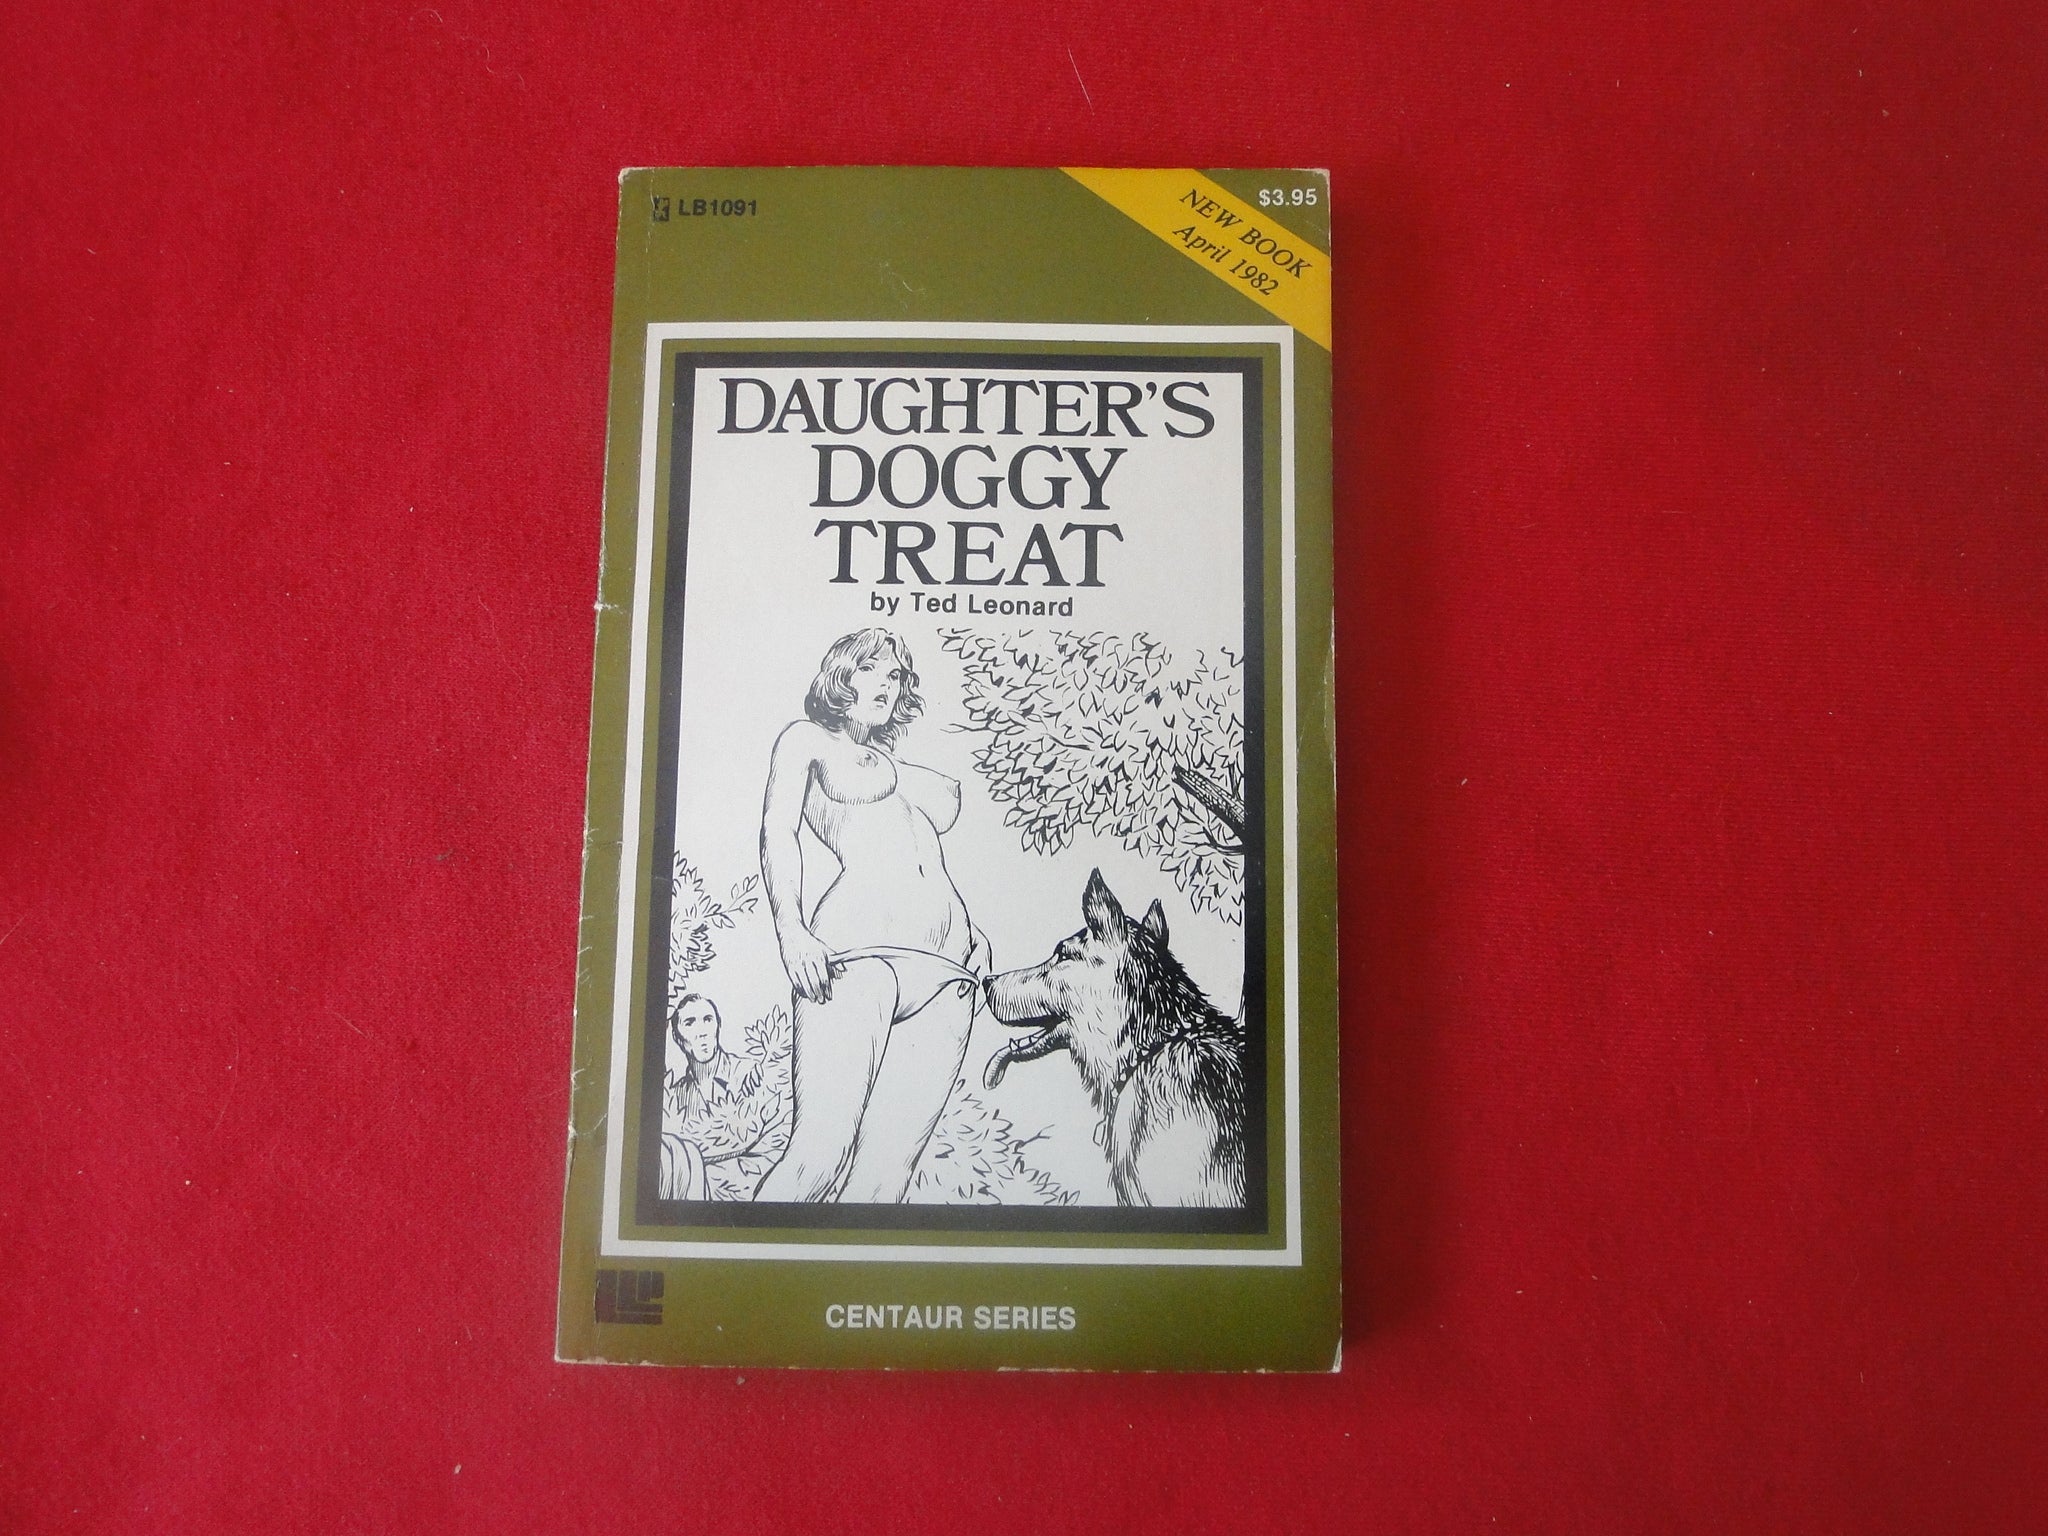 LB1091
$3.95
NEW BOOK
April 1982
DAUGHTER'S
DOGGY
TREAT
by Ted Leonard
CENTAUR SERIES